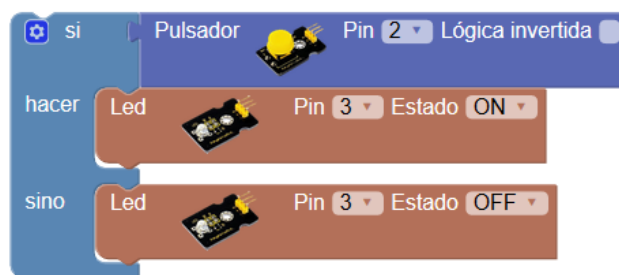 si Pulsador Pin 2 Lógica invertida
hacer Led Pin 3 Estado ON
sino Led Pin 3 Estado OFF